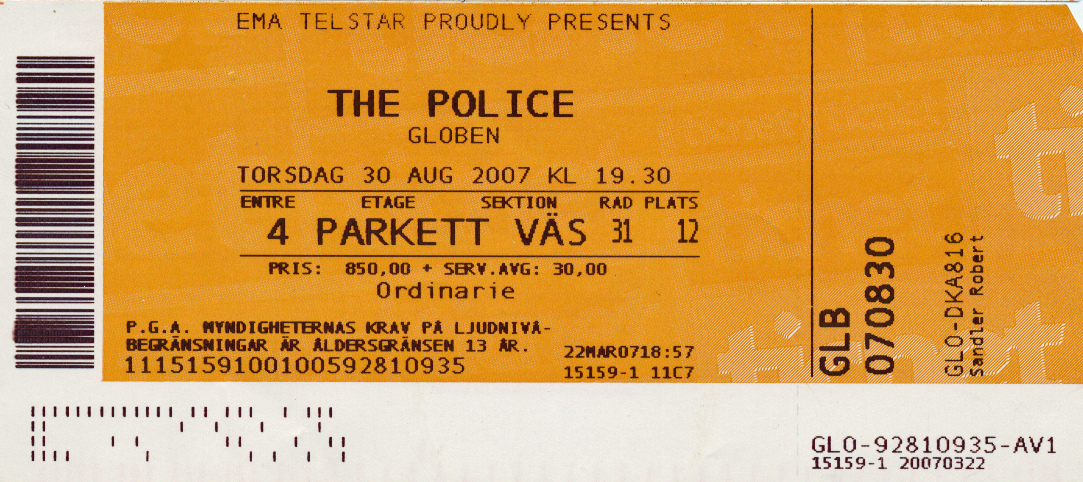 EMA TELSTAR PROUDLY PRESENTS
THE POLICE
GLOBEN
TORSDAG 30 AUG 2007 KL 19.30
ENTRE ETAGE SEKTION RAD PLATS
4 PARKETT VÄS 31 12
PRIS: 850,00 + SERV.AVG: 30,00
Ordinarie
P.G.A. MYNDIGHETERNAS KRAV PÅ LJUDNIVÅ-
BEGRÄNSNINGAR ÄR ÅLDERSGRÄNSEN 13 ÅR.
1115159100100592810935
22MAR0718:57
15159-1 11C7
GLB
070830
GLO-DKA816
Sandler Robert
GLO-92810935-AV1
15159-1 20070322